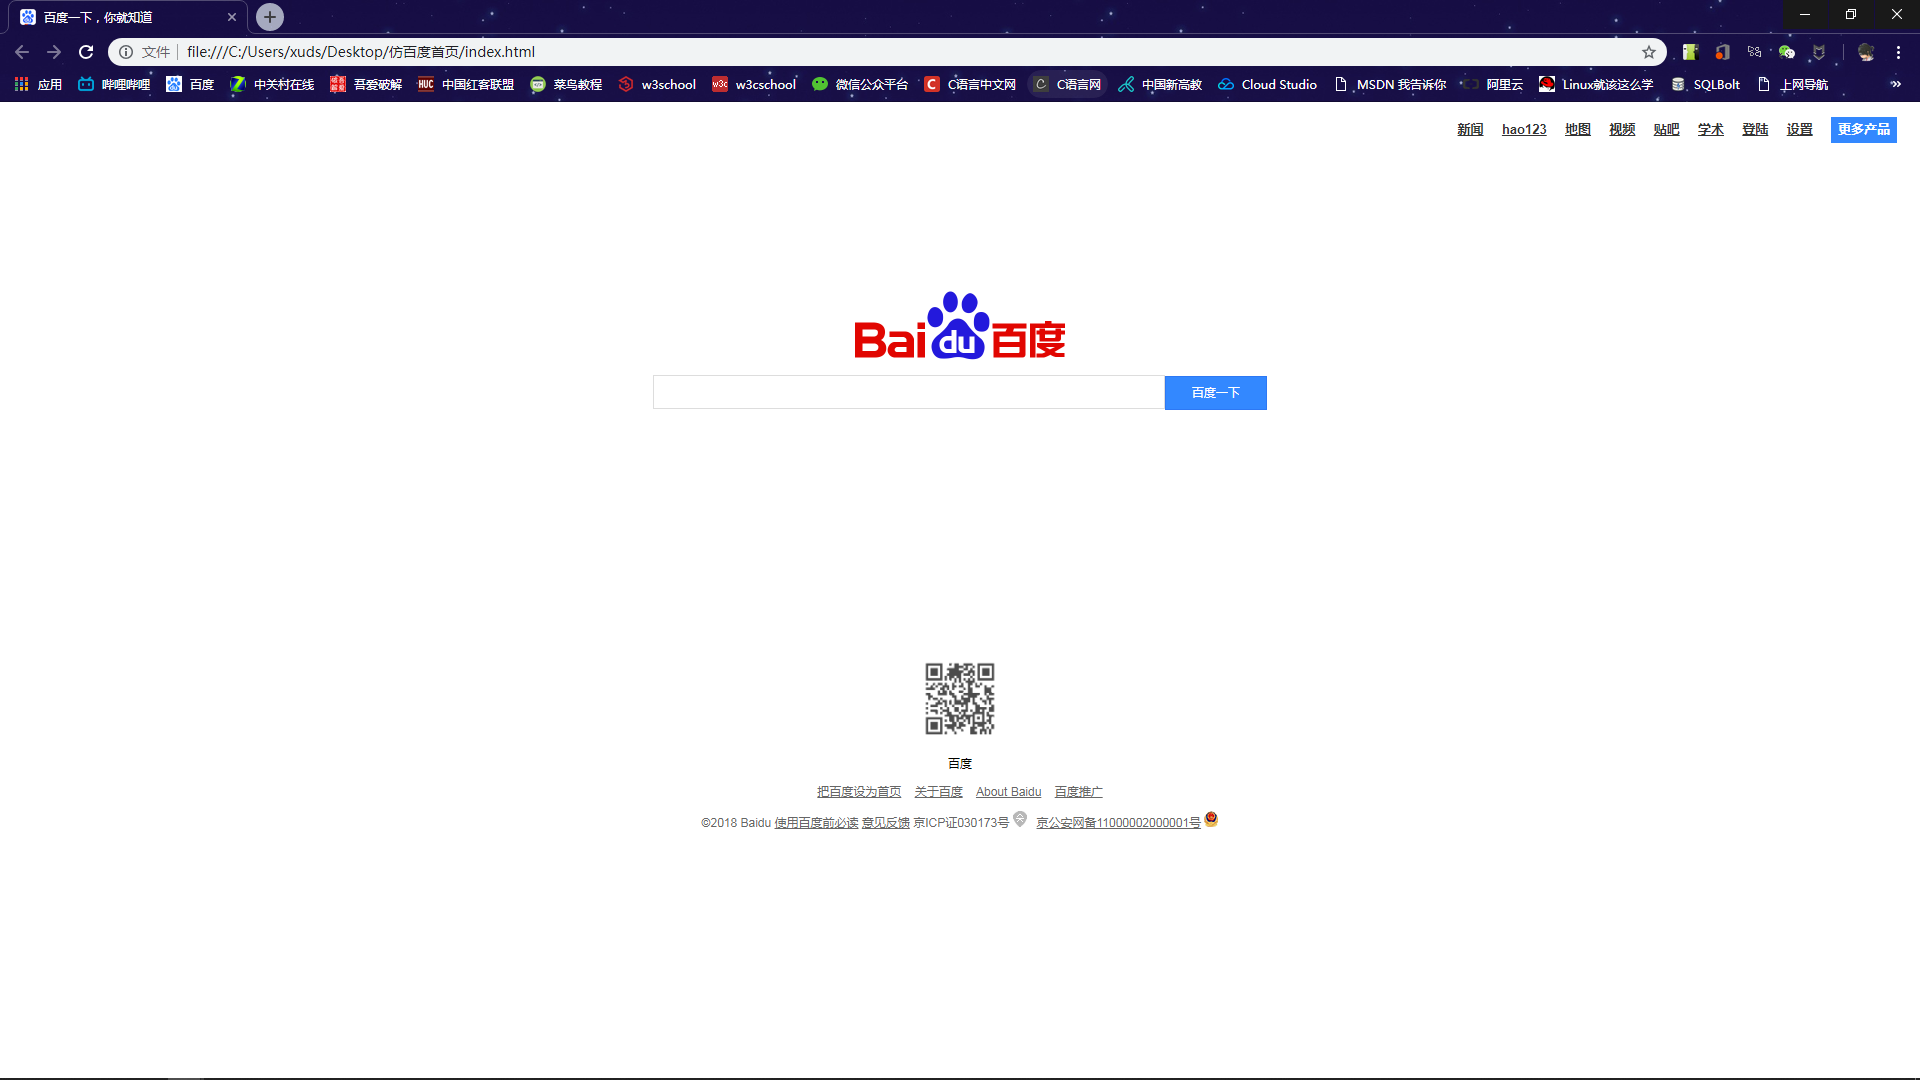 百度一下，你就知道
文件 file:///C:/Users/xuds/Desktop/仿百度首页/index.html
应用 哔哩哔哩 百度 中关村在线 吾爱破解 HUC 中国红客联盟 菜鸟教程 w3school w3c w3cschool 微信公众平台 C C语言中文网 C C语言网 中国新高教 Cloud Studio MSDN 我告诉你 阿里云 Linux就该这么学 SQLBolt 上网导航 »
新闻 hao123 地图 视频 贴吧 学术 登陆 设置 更多产品
Bai du 百度
百度一下
百度
把百度设为首页 关于百度 About Baidu 百度推广
©2018 Baidu 使用百度前必读 意见反馈 京ICP证030173号 京公安网备11000002000001号